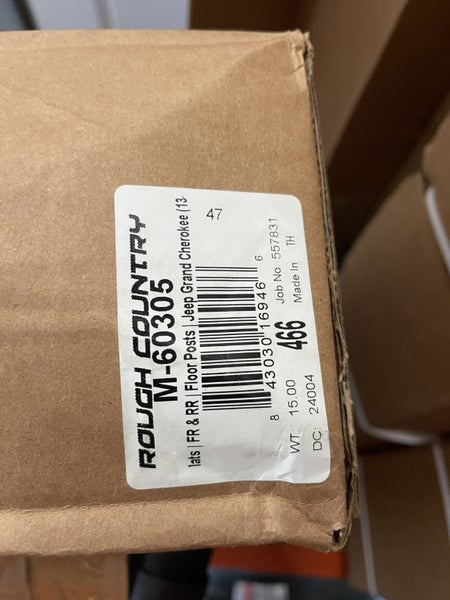 ROUGH COUNTRY
M-60305
lats | FR & RR | Floor Posts | Jeep Grand Cherokee (13-
47
8 43030 16946 6
466
Job No. 557831
WT: 15.00
Made In TH
DC: 24004